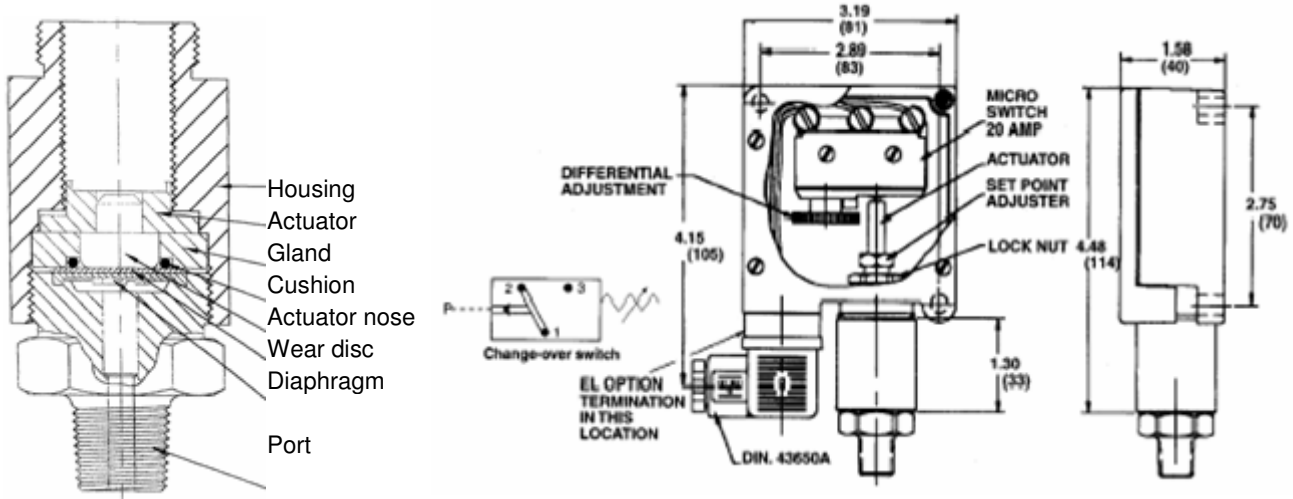 Housing
Actuator
Gland
Cushion
Actuator nose
Wear disc
Diaphragm
Port
3.19
(81)
2.89
(83)
MICRO
SWITCH
20 AMP
ACTUATOR
SET POINT
ADJUSTER
LOCK NUT
DIFFERENTIAL
ADJUSTMENT
4.15
(105)
2
3
P
1
Change-over switch
EL OPTION
TERMINATION
IN THIS
LOCATION
DIN. 43650A
1.30
(33)
1.58
(40)
4.48
(114)
2.75
(70)